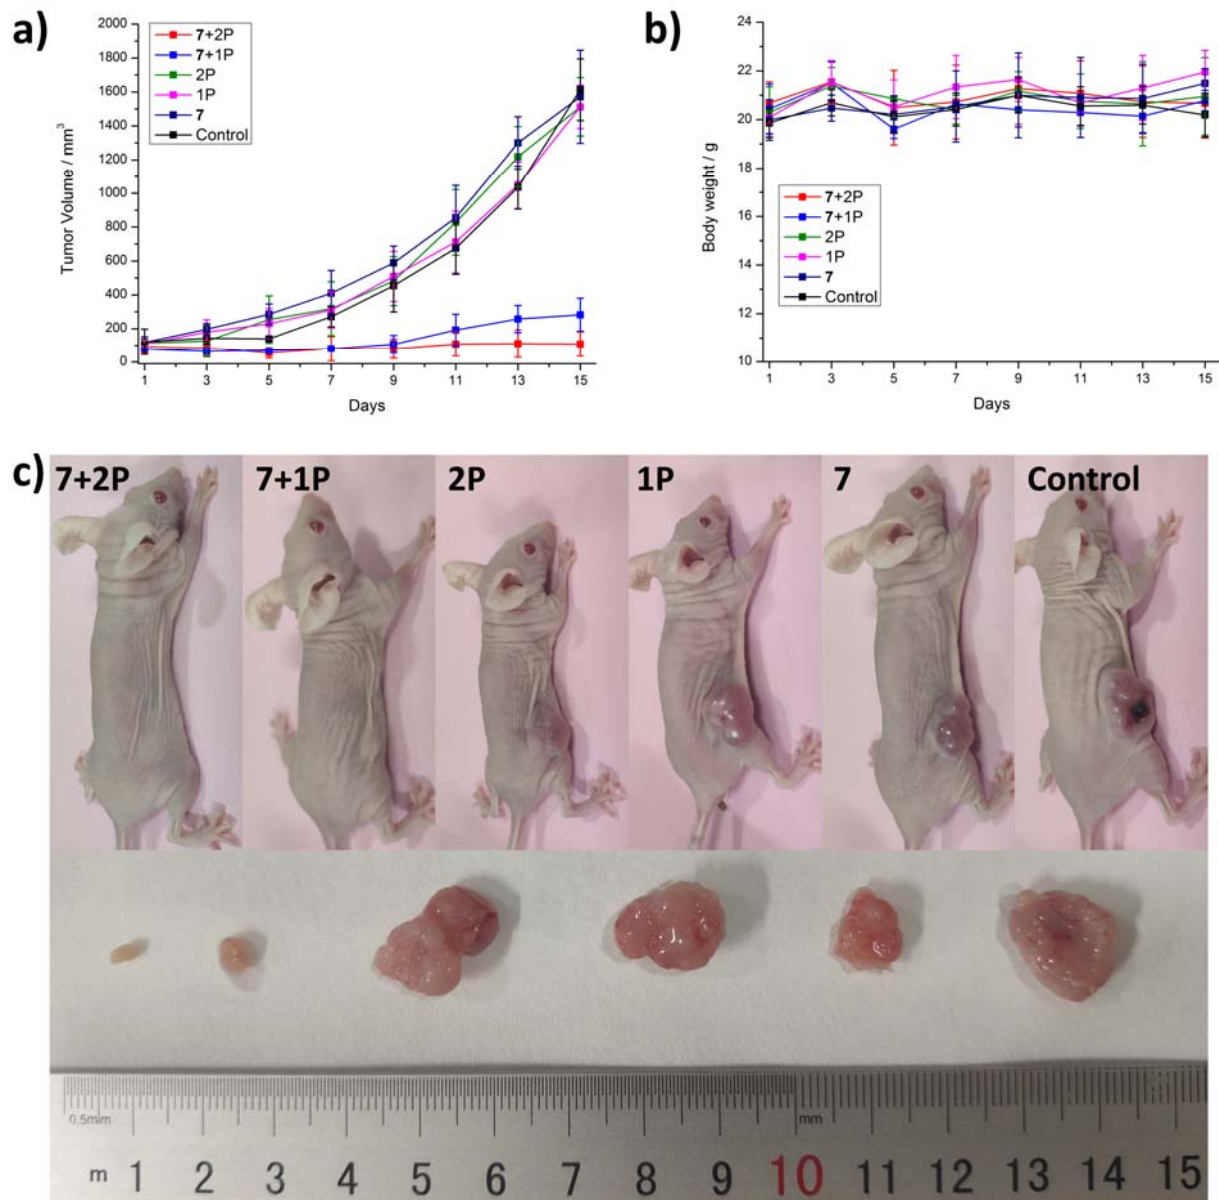 a)
2000
1800
1600
1400
1200
1000
800
600
400
200
0
Tumor Volume / mm³
7+2P
7+1P
2P
1P
7
Control
1 3 5 7 9 11 13 15
Days
b)
24
22
21
20
18
16
14
12
10
Body weight / g
7+2P
7+1P
2P
1P
7
Control
1 3 5 7 9 11 13 15
Days
c)
7+2P 7+1P 2P 1P 7 Control
0.5mm mm
m 1 2 3 4 5 6 7 8 9 10 11 12 13 14 15